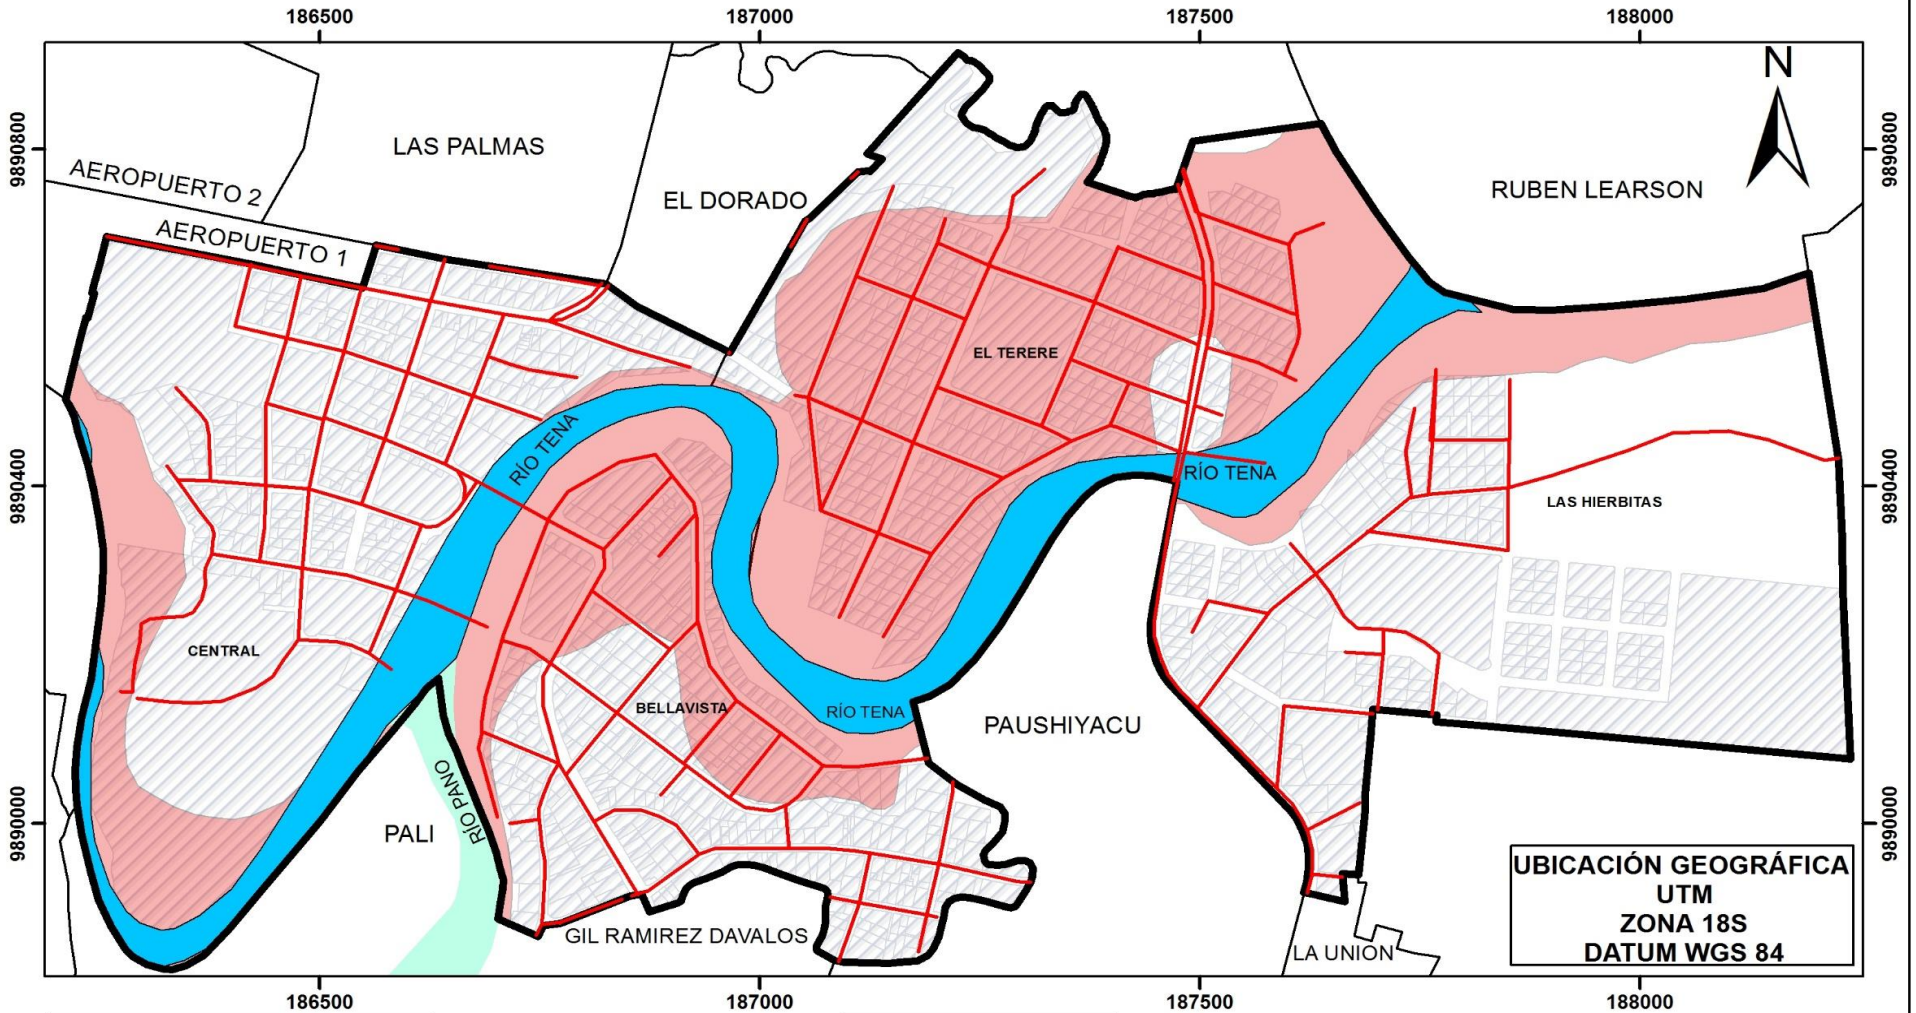 186500
187000
187500
188000
N
9890800
9890800
LAS PALMAS
AEROPUERTO 2
EL DORADO
RUBEN LEARSON
AEROPUERTO 1
EL TERERE
RÍO TENA
RÍO TENA
9890400
9890400
LAS HIERBITAS
CENTRAL
BELLAVISTA
RÍO TENA
PAUSHIYACU
RÍO PANO
PALI
9890000
9890000
UBICACIÓN GEOGRÁFICA
UTM
ZONA 18S
DATUM WGS 84
GIL RAMIREZ DAVALOS
LA UNION
186500
187000
187500
188000